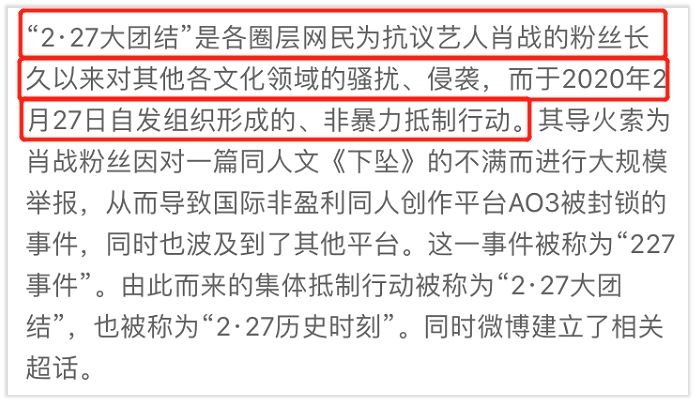 “2·27大团结”是各圈层网民为抗议艺人肖战的粉丝长
久以来对其他各文化领域的骚扰、侵袭，而于2020年2
月27日自发组织形成的、非暴力抵制行动。其导火索为
肖战粉丝因对一篇同人文《下坠》的不满而进行大规模
举报，从而导致国际非盈利同人创作平台AO3被封锁的
事件，同时也波及到了其他平台。这一事件被称为“227
事件”。由此而来的集体抵制行动被称为“2·27大团
结”，也被称为“2·27历史时刻”。同时微博建立了相关
超话。